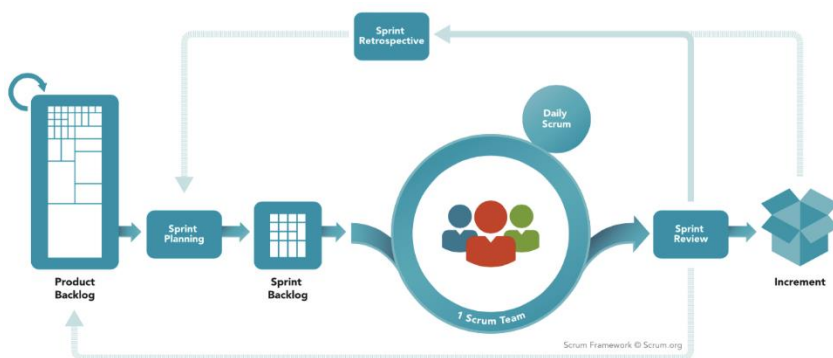 Sprint
Retrospective
Daily
Scrum
Sprint
Planning
Sprint
Review
Product
Backlog
Sprint
Backlog
1 Scrum Team
Increment
Scrum Framework © Scrum.org